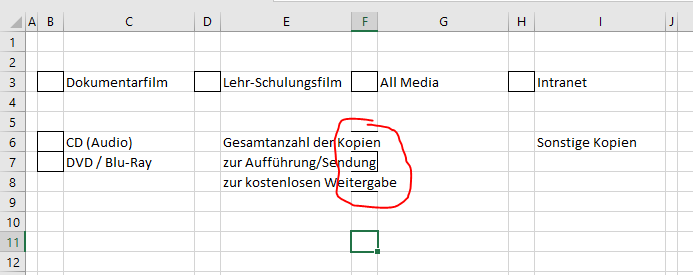 A B C D E F G H I J
1
2
3 Dokumentarfilm Lehr-Schulungsfilm All Media Intranet
4
5
6 CD (Audio) Gesamtanzahl der Kopien Sonstige Kopien
7 DVD / Blu-Ray zur Aufführung/Sendung
8 zur kostenlosen Weitergabe
9
10
11
12